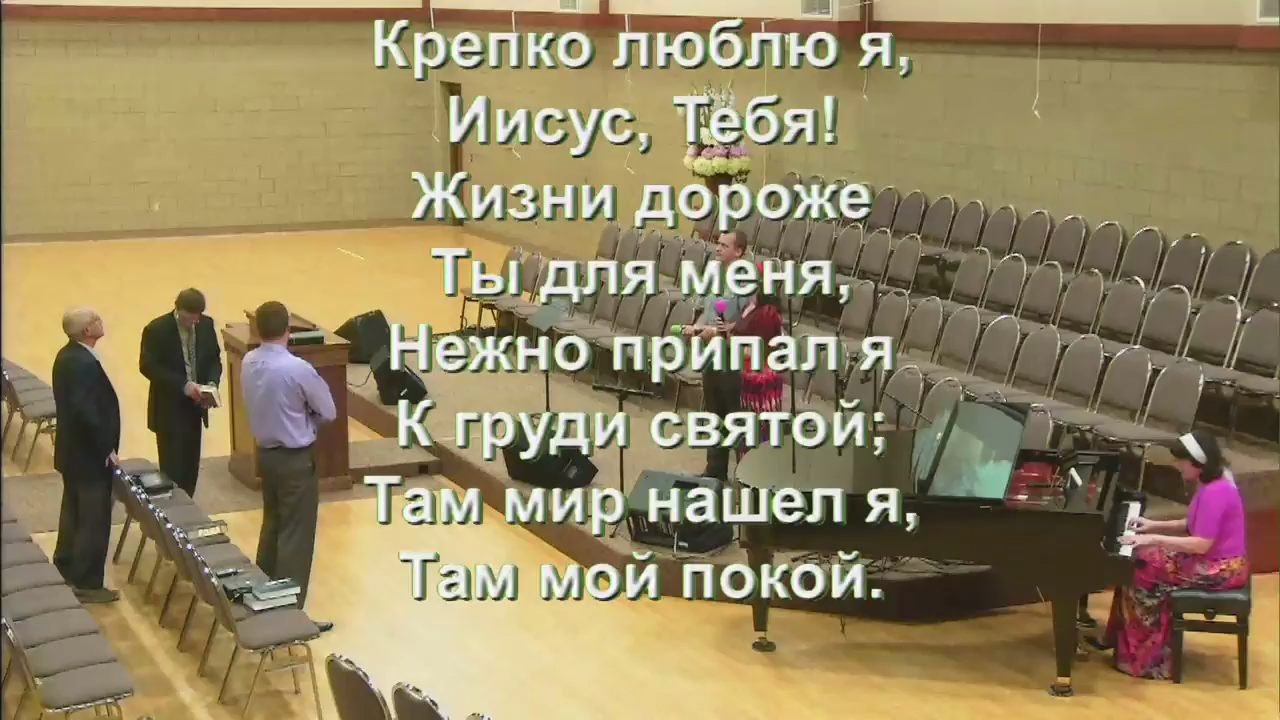 Крепко люблю я,
Иисус, Тебя!
Жизни дороже
Ты для меня,
Нежно припал я
К груди святой;
Там мир нашел я,
Там мой покой.